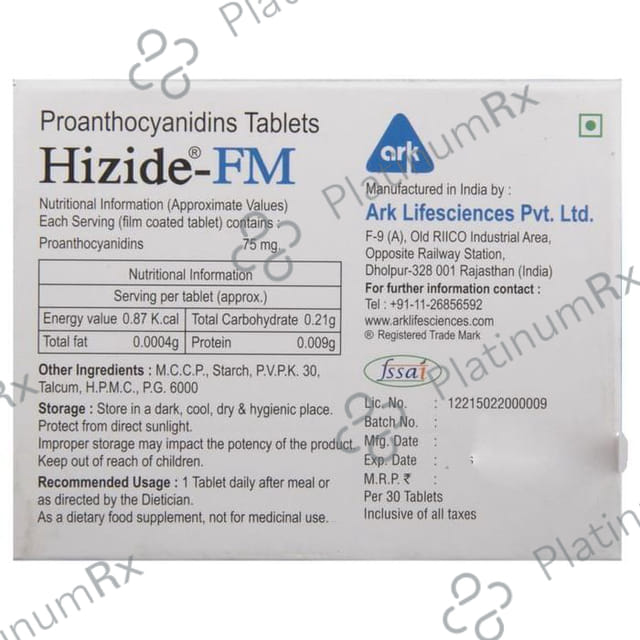 Proanthocyanidins Tablets
Hizide®-FM
Nutritional Information (Approximate Values)
Each Serving (film coated tablet) contains :
Proanthocyanidins 75 mg.
Nutritional Information
Serving per tablet (approx.)
Energy value 0.87 K.cal Total Carbohydrate 0.21g
Total fat 0.0004g Protein 0.009g
Other Ingredients : M.C.C.P., Starch, P.V.P.K. 30,
Talcum, H.P.M.C., P.G. 6000
Storage : Store in a dark, cool, dry & hygienic place.
Protect from direct sunlight.
Improper storage may impact the potency of the product.
Keep out of reach of children.
Recommended Usage : 1 Tablet daily after meal or
as directed by the Dietician.
As a dietary food supplement, not for medicinal use.
ark
Manufactured in India by :
Ark Lifesciences Pvt. Ltd.
F-9 (A), Old RIICO Industrial Area,
Opposite Railway Station,
Dholpur-328 001 Rajasthan (India)
For further information contact :
Tel : +91-11-26856592
www.arklifesciences.com
® Registered Trade Mark
fssai
Lic. No. : 12215022000009
Batch No. :
Mfg. Date :
Exp. Date :
M.R.P. ₹ :
Per 30 Tablets
Inclusive of all taxes
PlatinumRx
PlatinumRx
PlatinumRx
PlatinumRx
PlatinumRx